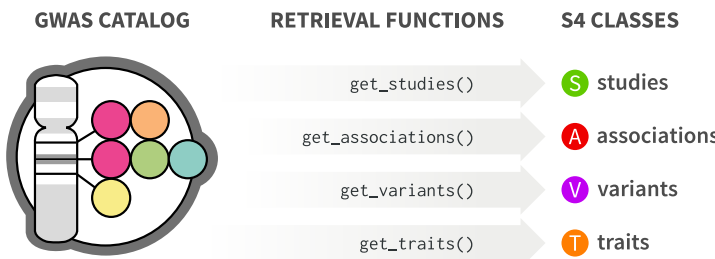 GWAS CATALOG RETRIEVAL FUNCTIONS S4 CLASSES
get_studies() S studies
get_associations() A associations
get_variants() V variants
get_traits() T traits